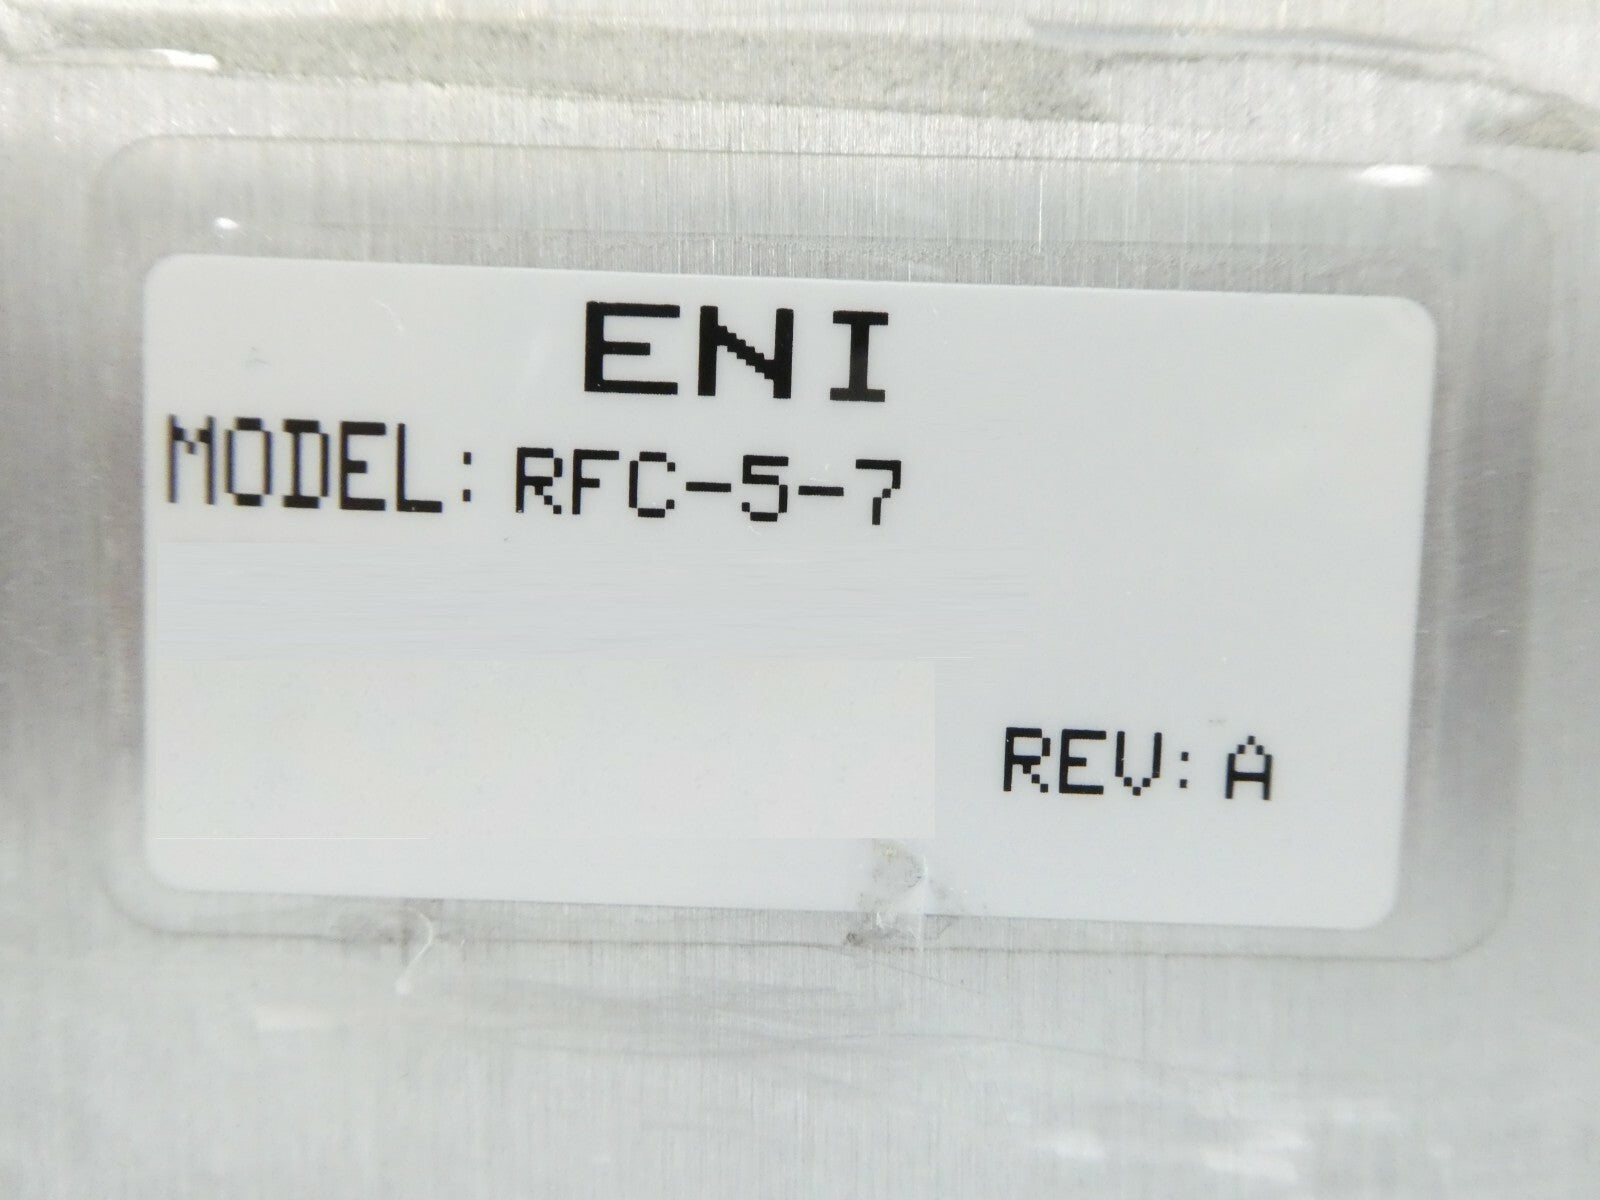 ENI
MODEL: RFC-5-7
REV: A